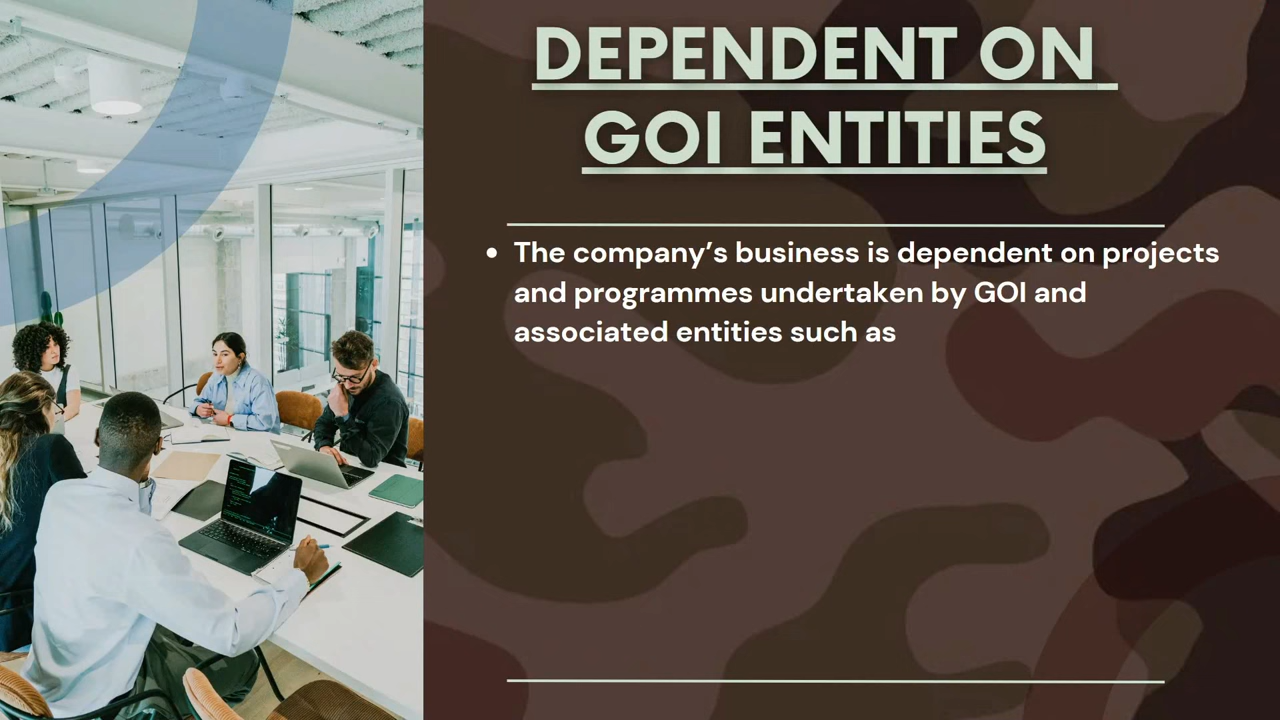 DEPENDENT ON
GOI ENTITIES
• The company’s business is dependent on projects
and programmes undertaken by GOI and
associated entities such as